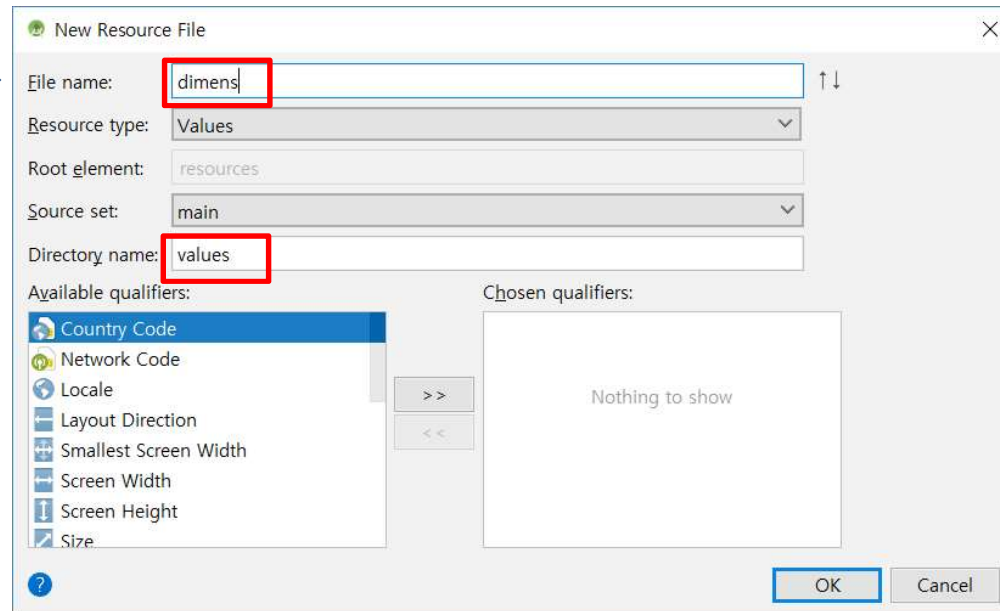 New Resource File
File name: dimens
Resource type: Values
Root element: resources
Source set: main
Directory name: values
Available qualifiers: Chosen qualifiers:
Country Code
Network Code
Locale
>> Nothing to show
Layout Direction
<<
Smallest Screen Width
Screen Width
Screen Height
Size
? OK Cancel